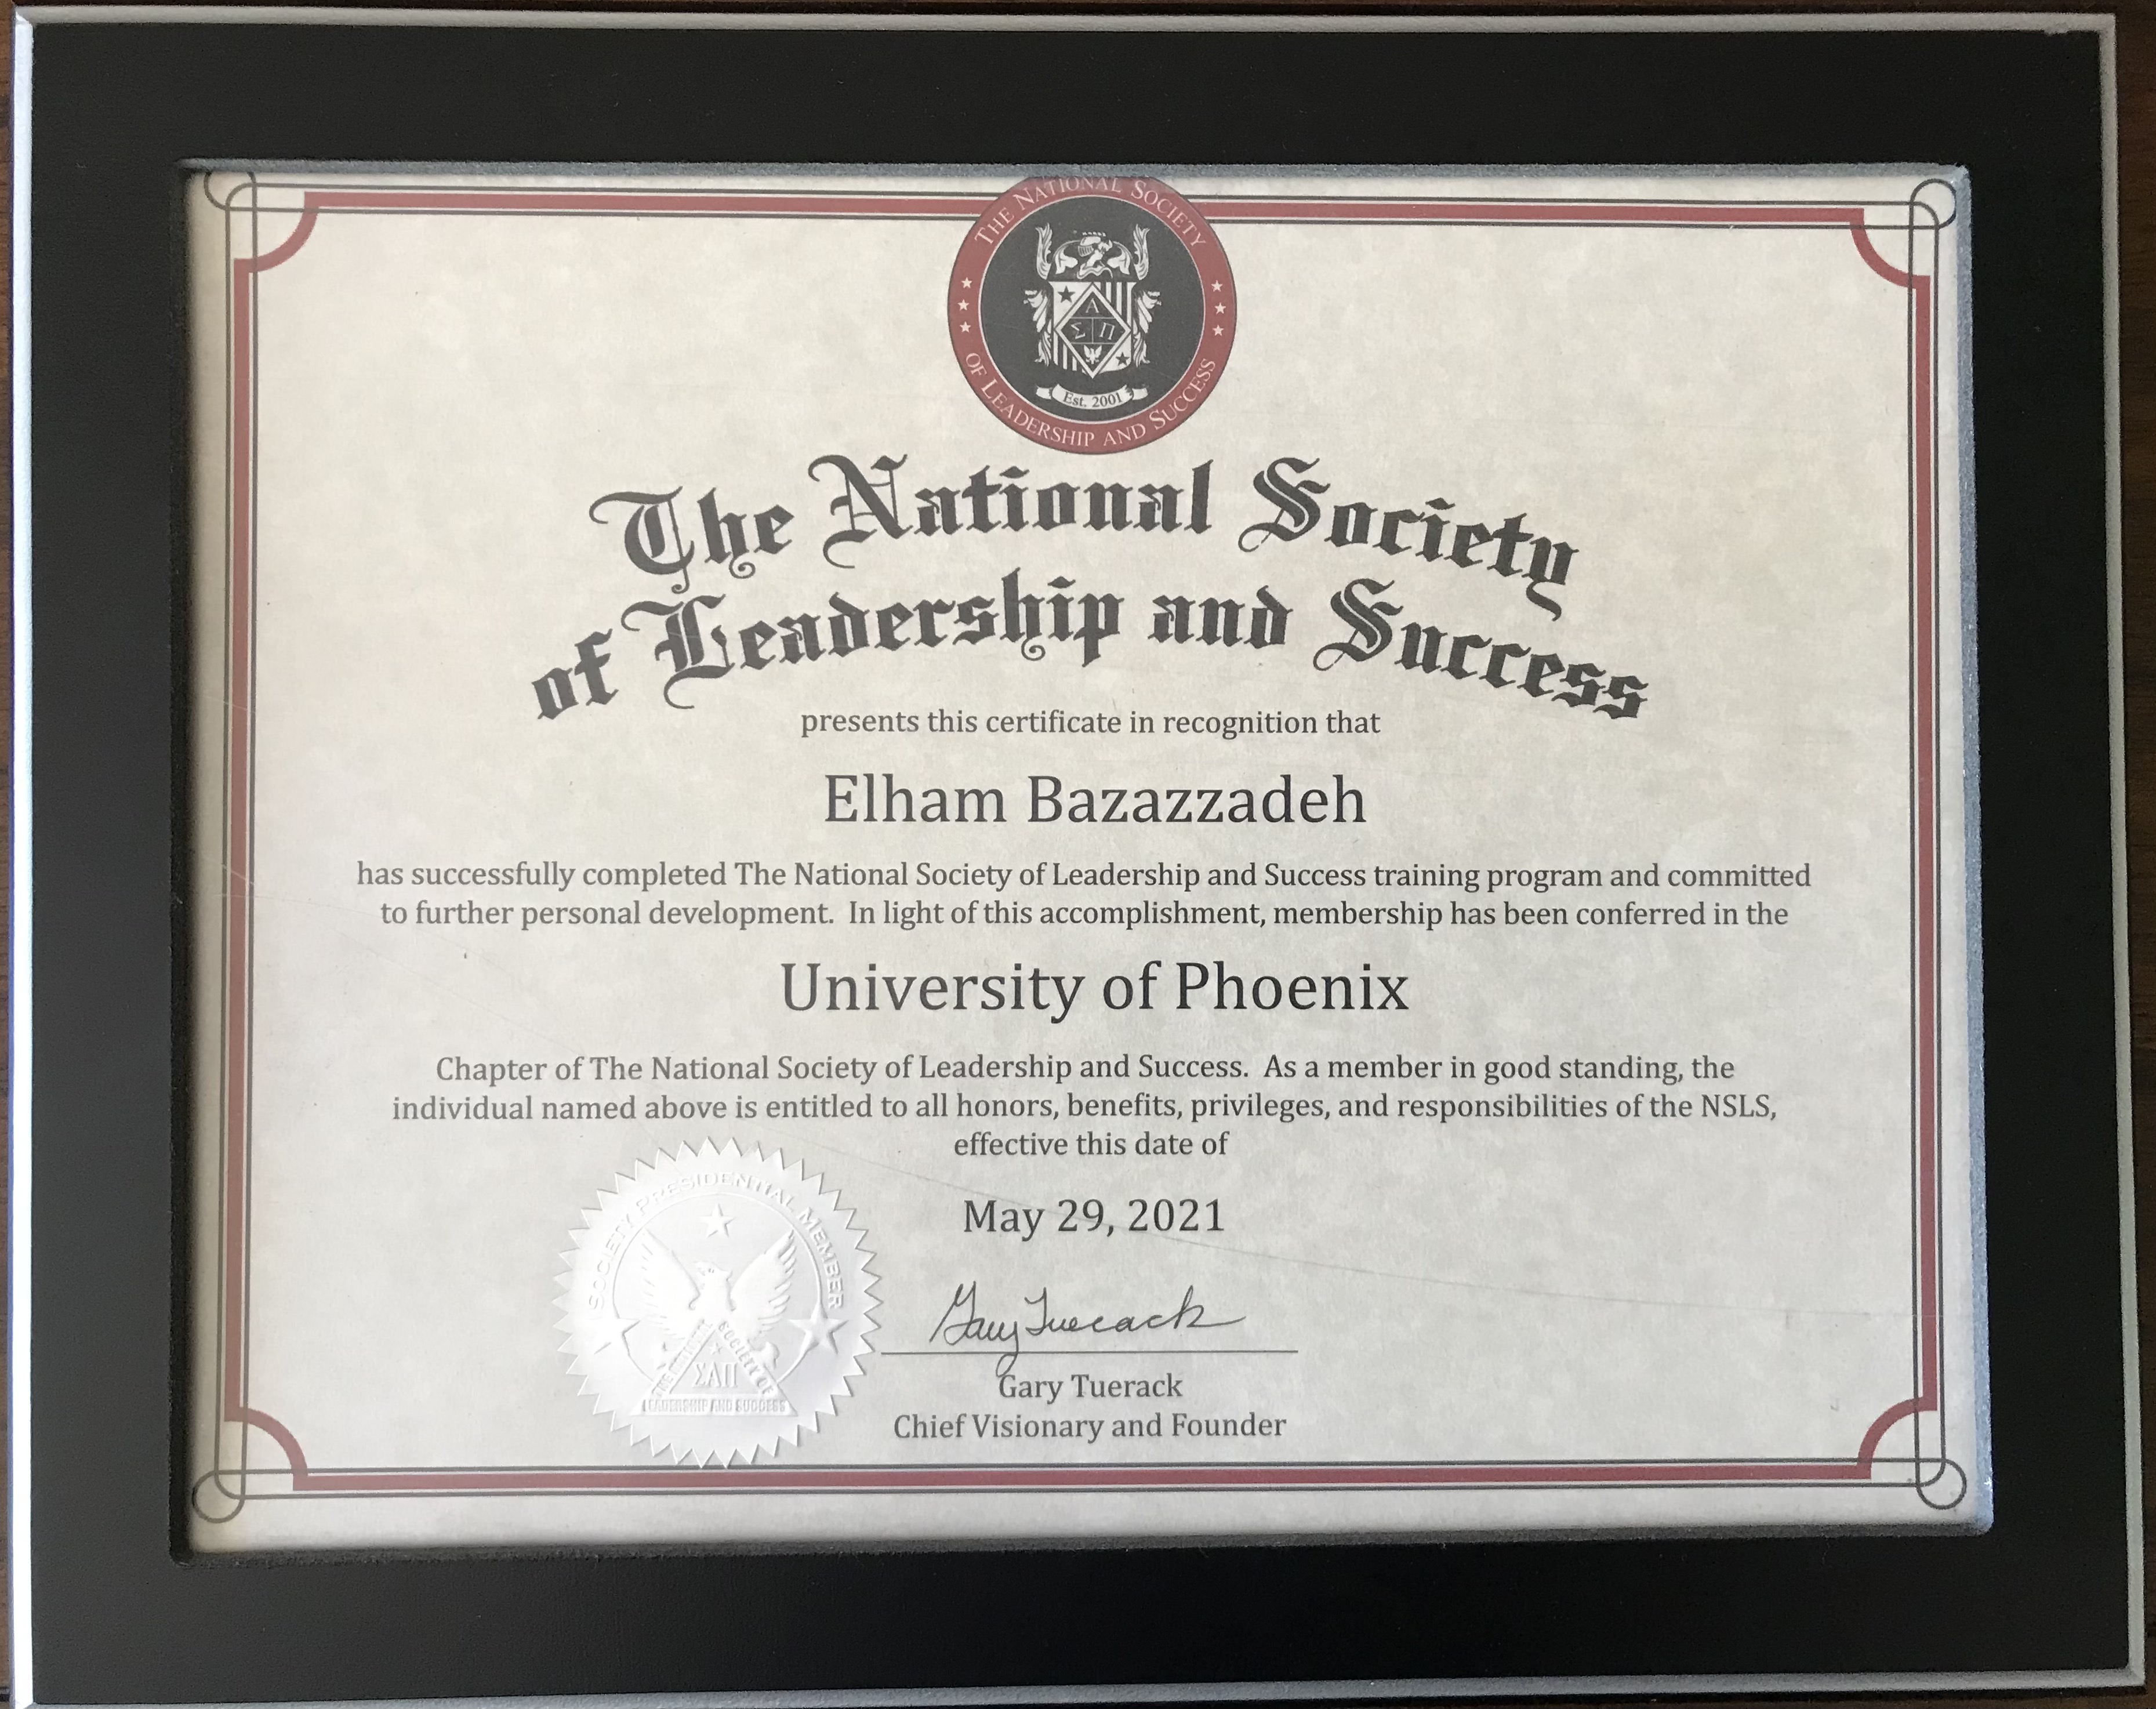 THE NATIONAL SOCIETY
OF LEADERSHIP AND SUCCESS
A
Σ Π
Est. 2001
The National Society
of Leadership and Success
presents this certificate in recognition that
Elham Bazazzadeh
has successfully completed The National Society of Leadership and Success training program and committed
to further personal development. In light of this accomplishment, membership has been conferred in the
University of Phoenix
Chapter of The National Society of Leadership and Success. As a member in good standing, the
individual named above is entitled to all honors, benefits, privileges, and responsibilities of the NSLS,
effective this date of
May 29, 2021
SOCIETY PRESIDENTIAL MEMBER
THE NATIONAL SOCIETY OF
ΣΑΠ
LEADERSHIP AND SUCCESS
Gary Tuerack
Gary Tuerack
Chief Visionary and Founder